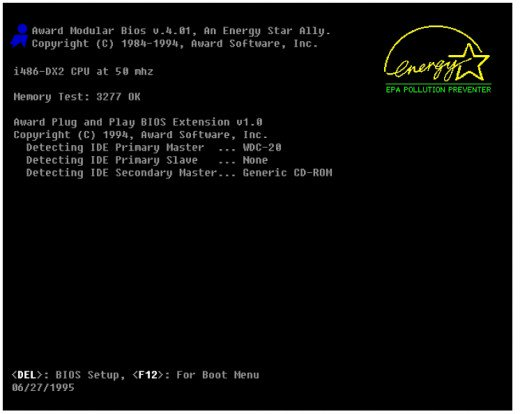 Award Modular Bios v.4.01, An Energy Star Ally.
Copyright (C) 1984-1994, Award Software, Inc.
energy
EPA POLLUTION PREVENTER
i486-DX2 CPU at 50 mhz
Memory Test: 3277 OK
Award Plug and Play BIOS Extension v1.0
Copyright (C) 1994, Award Software, Inc.
Detecting IDE Primary Master ... WDC-20
Detecting IDE Primary Slave ... None
Detecting IDE Secondary Master... Generic CD-ROM
<DEL>: BIOS Setup, <F12>: For Boot Menu
06/27/1995